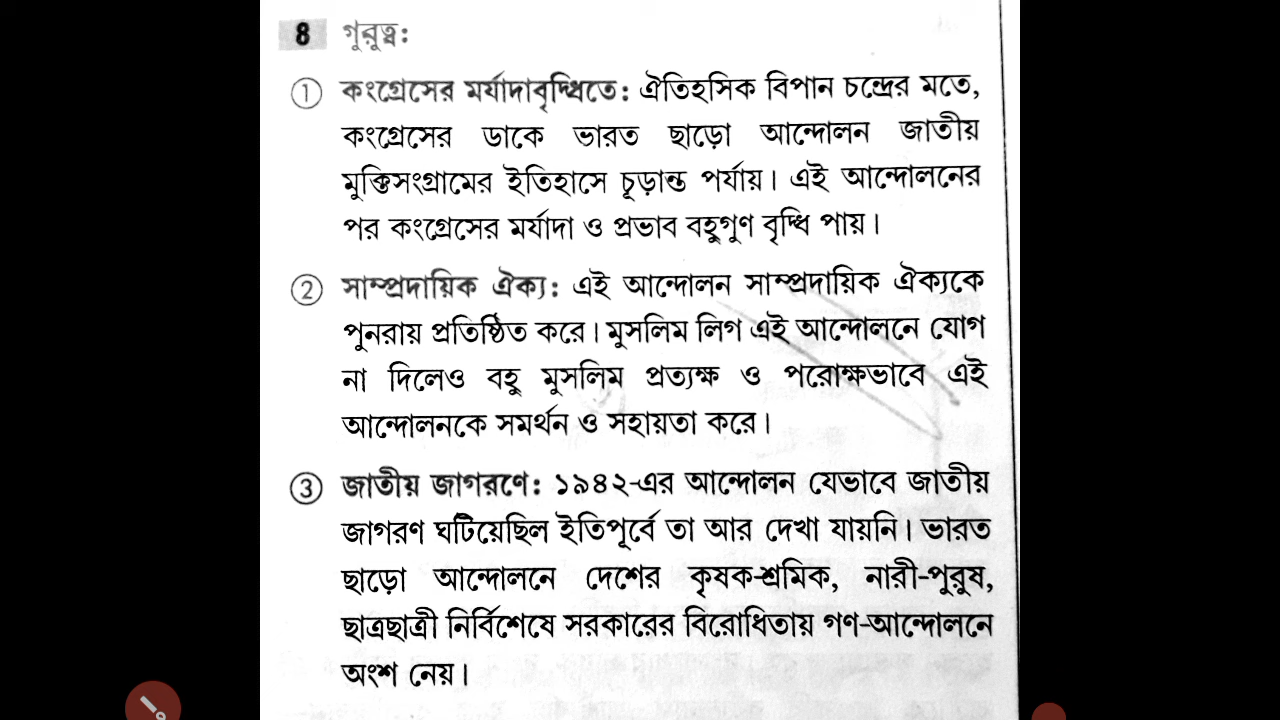 8 গুরুত্ব:
① কংগ্রেসের মর্যাদাবৃদ্ধিতে: ঐতিহসিক বিপান চন্দ্রের মতে,
কংগ্রেসের ডাকে ভারত ছাড়ো আন্দোলন জাতীয়
মুক্তিসংগ্রামের ইতিহাসে চূড়ান্ত পর্যায়। এই আন্দোলনের
পর কংগ্রেসের মর্যাদা ও প্রভাব বহুগুণ বৃদ্ধি পায়।
② সাম্প্রদায়িক ঐক্য: এই আন্দোলন সাম্প্রদায়িক ঐক্যকে
পুনরায় প্রতিষ্ঠিত করে। মুসলিম লিগ এই আন্দোলনে যোগ
না দিলেও বহু মুসলিম প্রত্যক্ষ ও পরোক্ষভাবে এই
আন্দোলনকে সমর্থন ও সহায়তা করে।
③ জাতীয় জাগরণে: ১৯৪২-এর আন্দোলন যেভাবে জাতীয়
জাগরণ ঘটিয়েছিল ইতিপূর্বে তা আর দেখা যায়নি। ভারত
ছাড়ো আন্দোলনে দেশের কৃষক-শ্রমিক, নারী-পুরুষ,
ছাত্রছাত্রী নির্বিশেষে সরকারের বিরোধিতায় গণ-আন্দোলনে
অংশ নেয়।